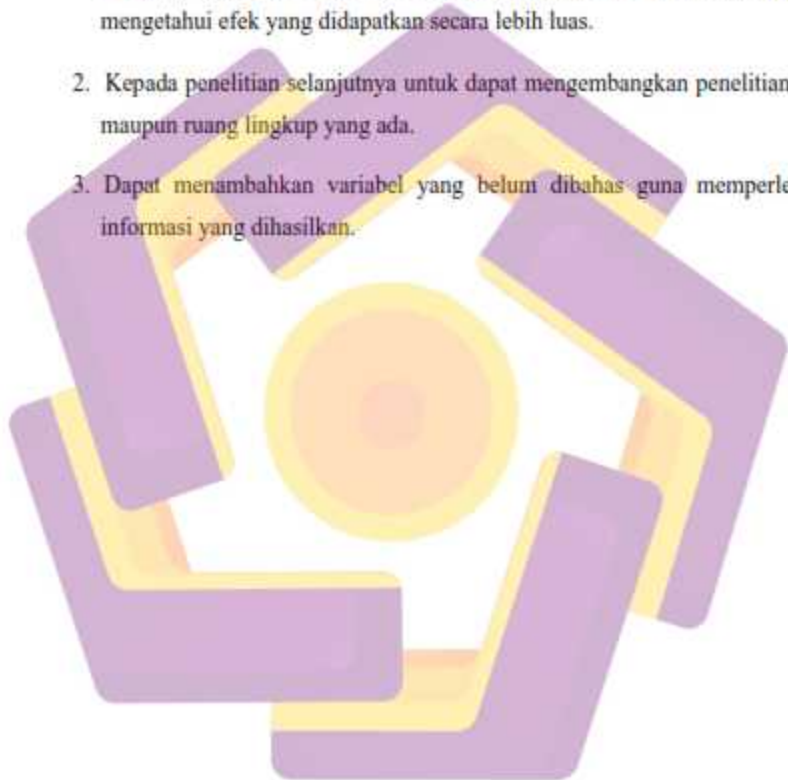 mengetahui efek yang didapatkan secara lebih luas.
2. Kepada penelitian selanjutnya untuk dapat mengembangkan penelitian
maupun ruang lingkup yang ada.
3. Dapat menambahkan variabel yang belum dibahas guna
informasi yang dihasilkan.